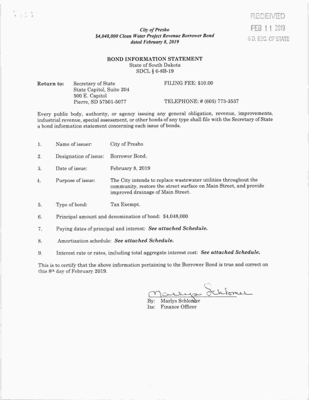 RECEIVED
FEB 11 2019
S.D. SEC. OF STATE
City of Presho
$4,048,000 Clean Water Project Revenue Borrower Bond
dated February 8, 2019
BOND INFORMATION STATEMENT
State of South Dakota
SDCL § 6-8B-19
Return to: Secretary of State FILING FEE: $10.00
State Capitol, Suite 204
500 E. Capitol
Pierre, SD 57501-5077 TELEPHONE: # (605) 773-3537
Every public body, authority, or agency issuing any general obligation, revenue, improvements,
industrial revenue, special assessment, or other bonds of any type shall file with the Secretary of State
a bond information statement concerning each issue of bonds.
1. Name of issuer: City of Presho
2. Designation of issue: Borrower Bond.
3. Date of issue: February 8, 2019
4. Purpose of issue: The City intends to replace wastewater utilities throughout the
community, restore the street surface on Main Street, and provide
improved drainage of Main Street.
5. Type of bond: Tax Exempt.
6. Principal amount and denomination of bond: $4,048,000
7. Paying dates of principal and interest: See attached Schedule.
8. Amortization schedule: See attached Schedule.
9. Interest rate or rates, including total aggregate interest cost: See attached Schedule.
This is to certify that the above information pertaining to the Borrower Bond is true and correct on
this 8th day of February 2019.
By: Marlys Schlomer
Its: Finance Officer